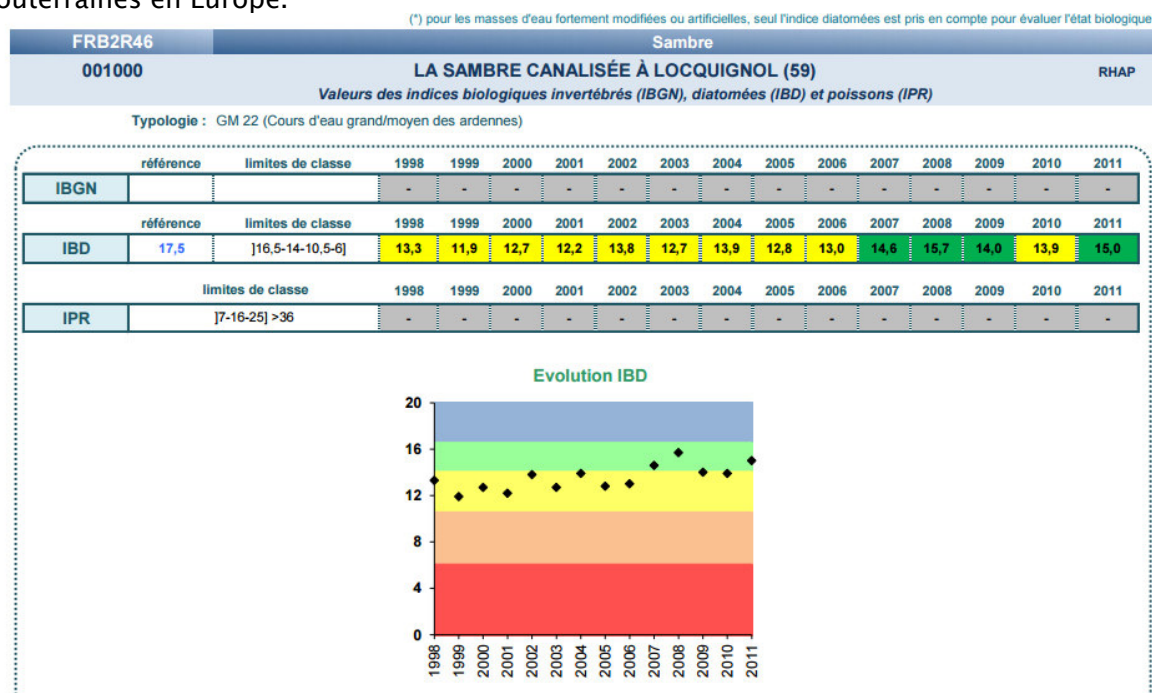 outerraines en Europe.
(*) pour les masses d'eau fortement modifiées ou artificielles, seul l'indice diatomées est pris en compte pour évaluer l'état biologique
FRB2R46 Sambre
001000 LA SAMBRE CANALISÉE À LOCQUIGNOL (59) RHAP
Valeurs des indices biologiques invertébrés (IBGN), diatomées (IBD) et poissons (IPR)
Typologie : GM 22 (Cours d'eau grand/moyen des ardennes)
référence limites de classe 1998 1999 2000 2001 2002 2003 2004 2005 2006 2007 2008 2009 2010 2011
IBGN - - - - - - - - - - - - - -
référence limites de classe 1998 1999 2000 2001 2002 2003 2004 2005 2006 2007 2008 2009 2010 2011
IBD 17,5 ]16,5-14-10,5-6] 13,3 11,9 12,7 12,2 13,8 12,7 13,9 12,8 13,0 14,6 15,7 14,0 13,9 15,0
limites de classe 1998 1999 2000 2001 2002 2003 2004 2005 2006 2007 2008 2009 2010 2011
IPR ]7-16-25] >36 - - - - - - - - - - - - - -
Evolution IBD
20
16
12
8
4
0
1998 1999 2000 2001 2002 2003 2004 2005 2006 2007 2008 2009 2010 2011